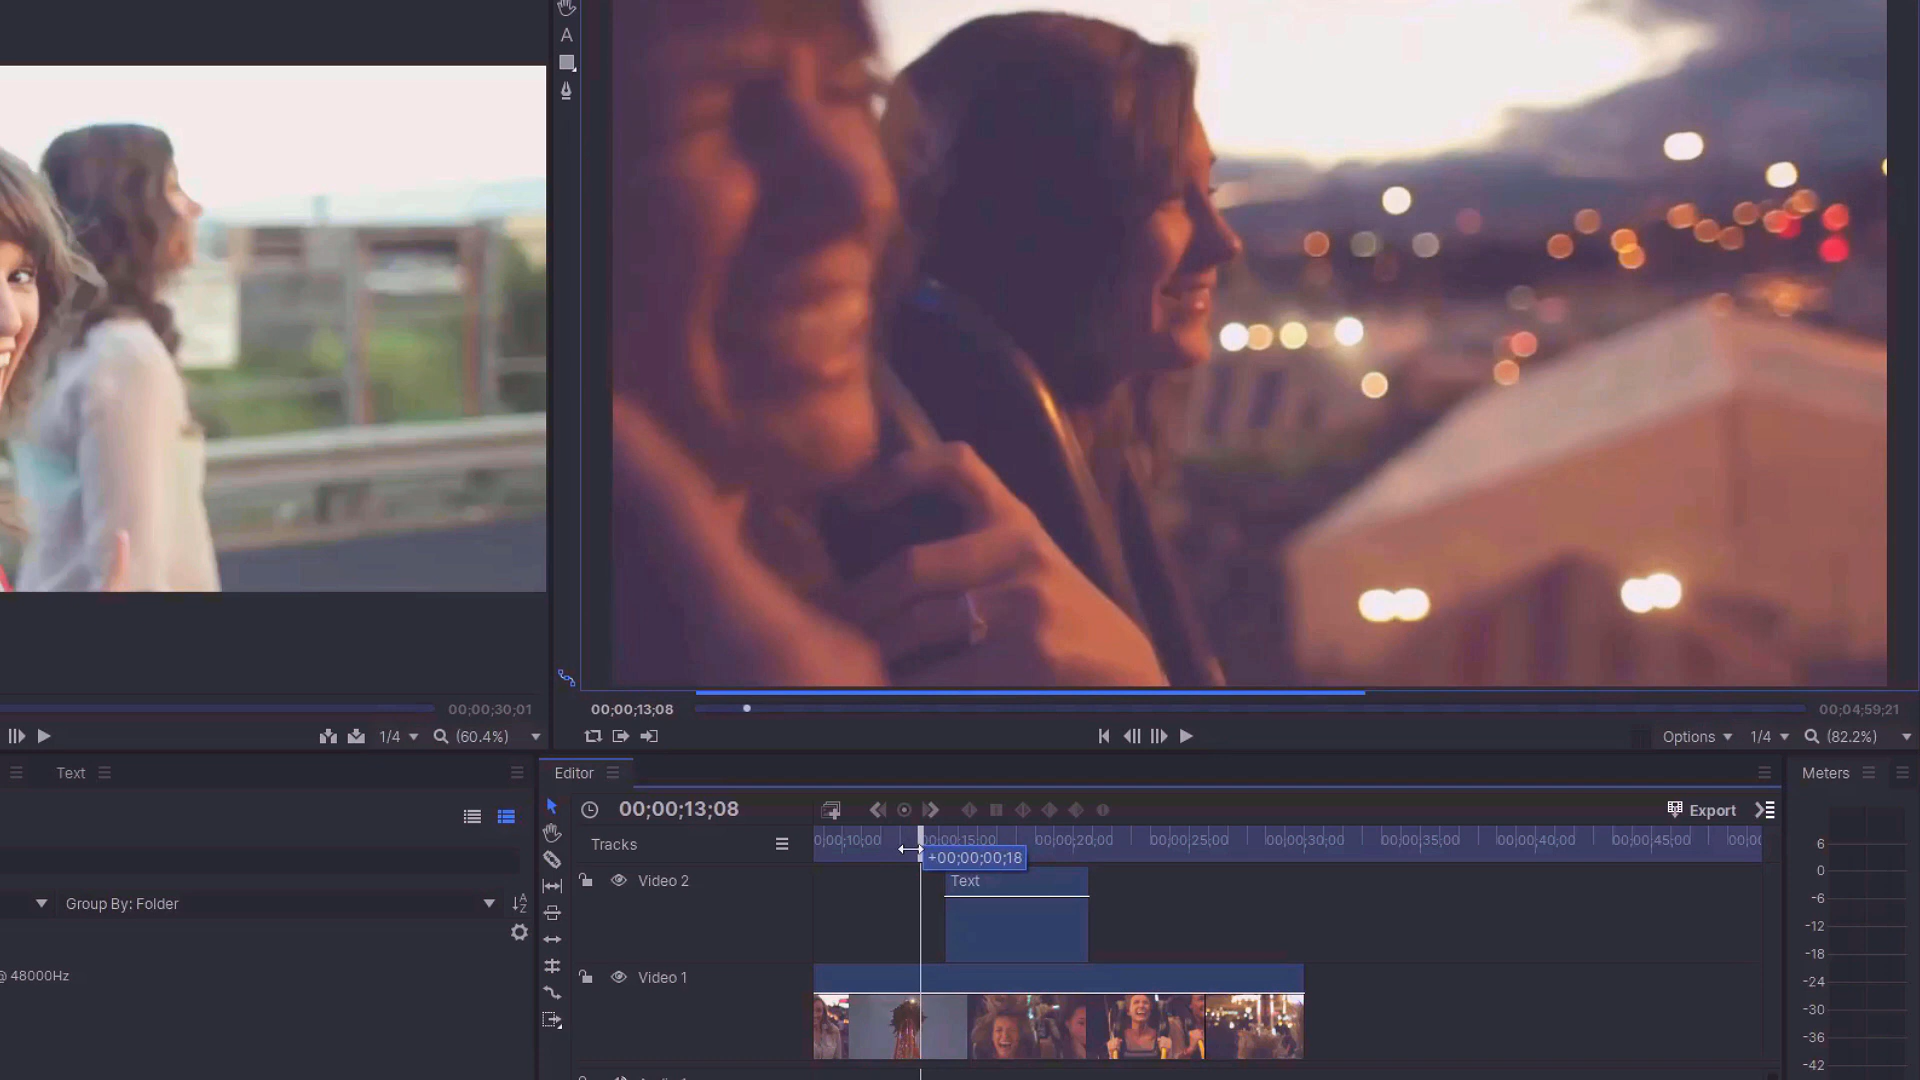 A
00;00;30;01
1/4
(60.4%)
00;00;13;08
00;04;59;21
Options
1/4
(82.2%)
Text
Editor
Meters
00;00;13;08
Export
Tracks
0;00;10;00
00;00;15;00
00;00;20;00
00;00;25;00
00;00;30;00
00;00;35;00
00;00;40;00
00;00;45;00
00;00
+00;00;00;18
Video 2
Text
Group By: Folder
@ 48000Hz
Video 1
6
0
-6
-12
-18
-24
-30
-36
-42